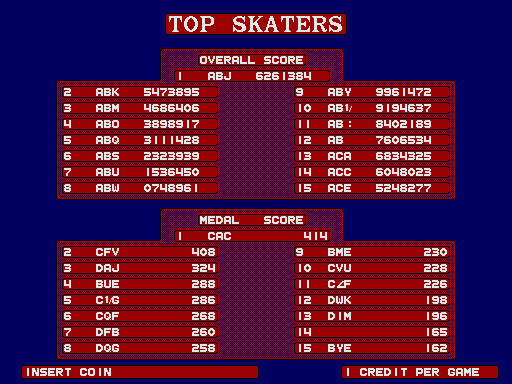 TOP SKATERS
OVERALL SCORE
1 ABJ 6261384
2 ABK 5473895
3 ABM 4686406
4 ABO 3898917
5 ABQ 3111428
6 ABS 2323939
7 ABU 1536450
8 ABW 0748961
9 ABY 9961472
10 AB1/ 9194637
11 AB: 8402189
12 AB 7606534
13 ACA 6834325
14 ACC 6048023
15 ACE 5248277
MEDAL SCORE
1 CAC 414
2 CFV 408
3 DAJ 324
4 BUE 288
5 C1/G 286
6 CQF 268
7 DFB 260
8 DQG 258
9 BME 230
10 CVU 228
11 C∠F 226
12 DWK 198
13 DIM 196
14 165
15 BYE 162
INSERT COIN
1 CREDIT PER GAME